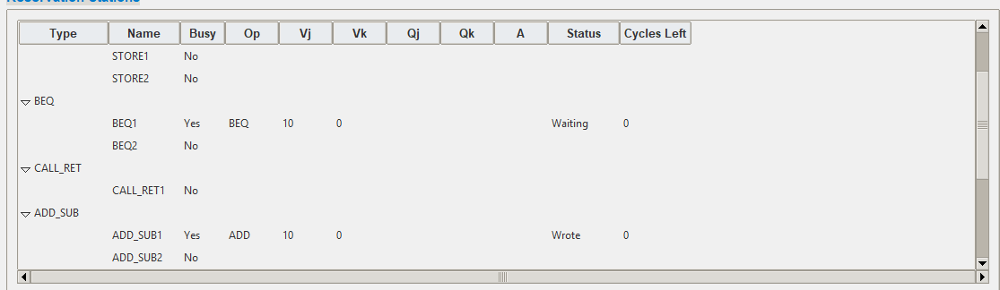 Reservation Stations
Type Name Busy Op Vj Vk Qj Qk A Status Cycles Left
STORE1 No
STORE2 No
BEQ
BEQ1 Yes BEQ 10 0 Waiting 0
BEQ2 No
CALL_RET
CALL_RET1 No
ADD_SUB
ADD_SUB1 Yes ADD 10 0 Wrote 0
ADD_SUB2 No